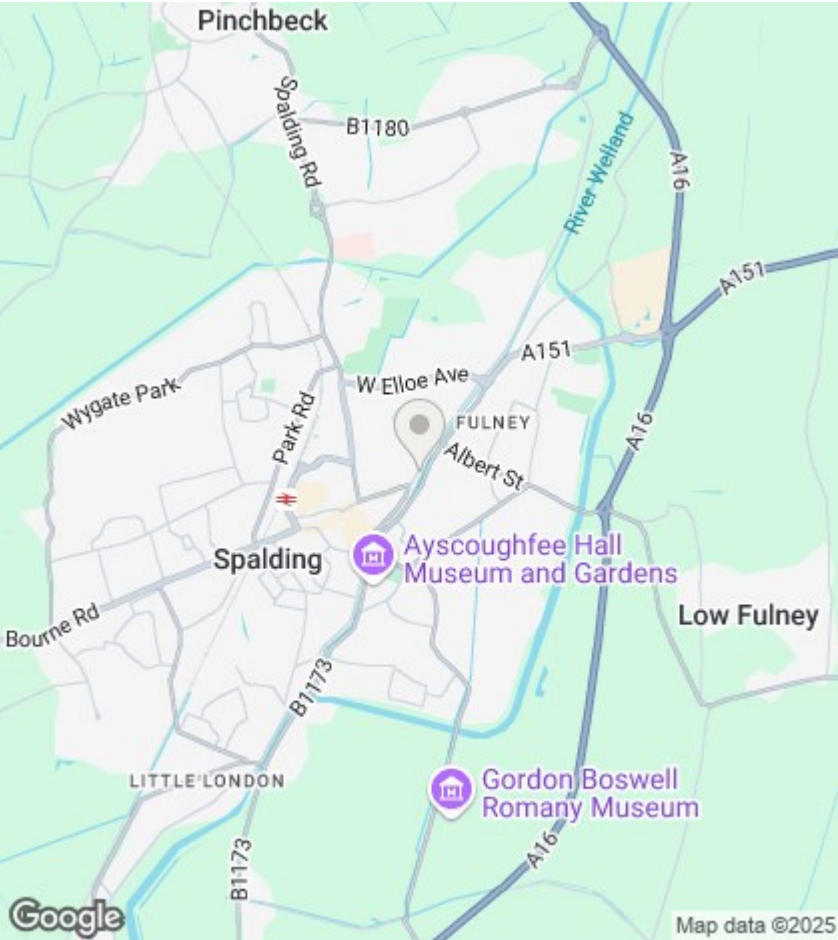 Pinchbeck
Spalding Rd
B1180
River Welland
A16
A151
A151
W Elloe Ave
Wygate Park
Park Rd
FULNEY
A16
Albert St
Ayscoughfee Hall
Museum and Gardens
Spalding
Low Fulney
Bourne Rd
B1173
LITTLE LONDON
Gordon Boswell
Romany Museum
A16
B1173
Google
Map data ©2025